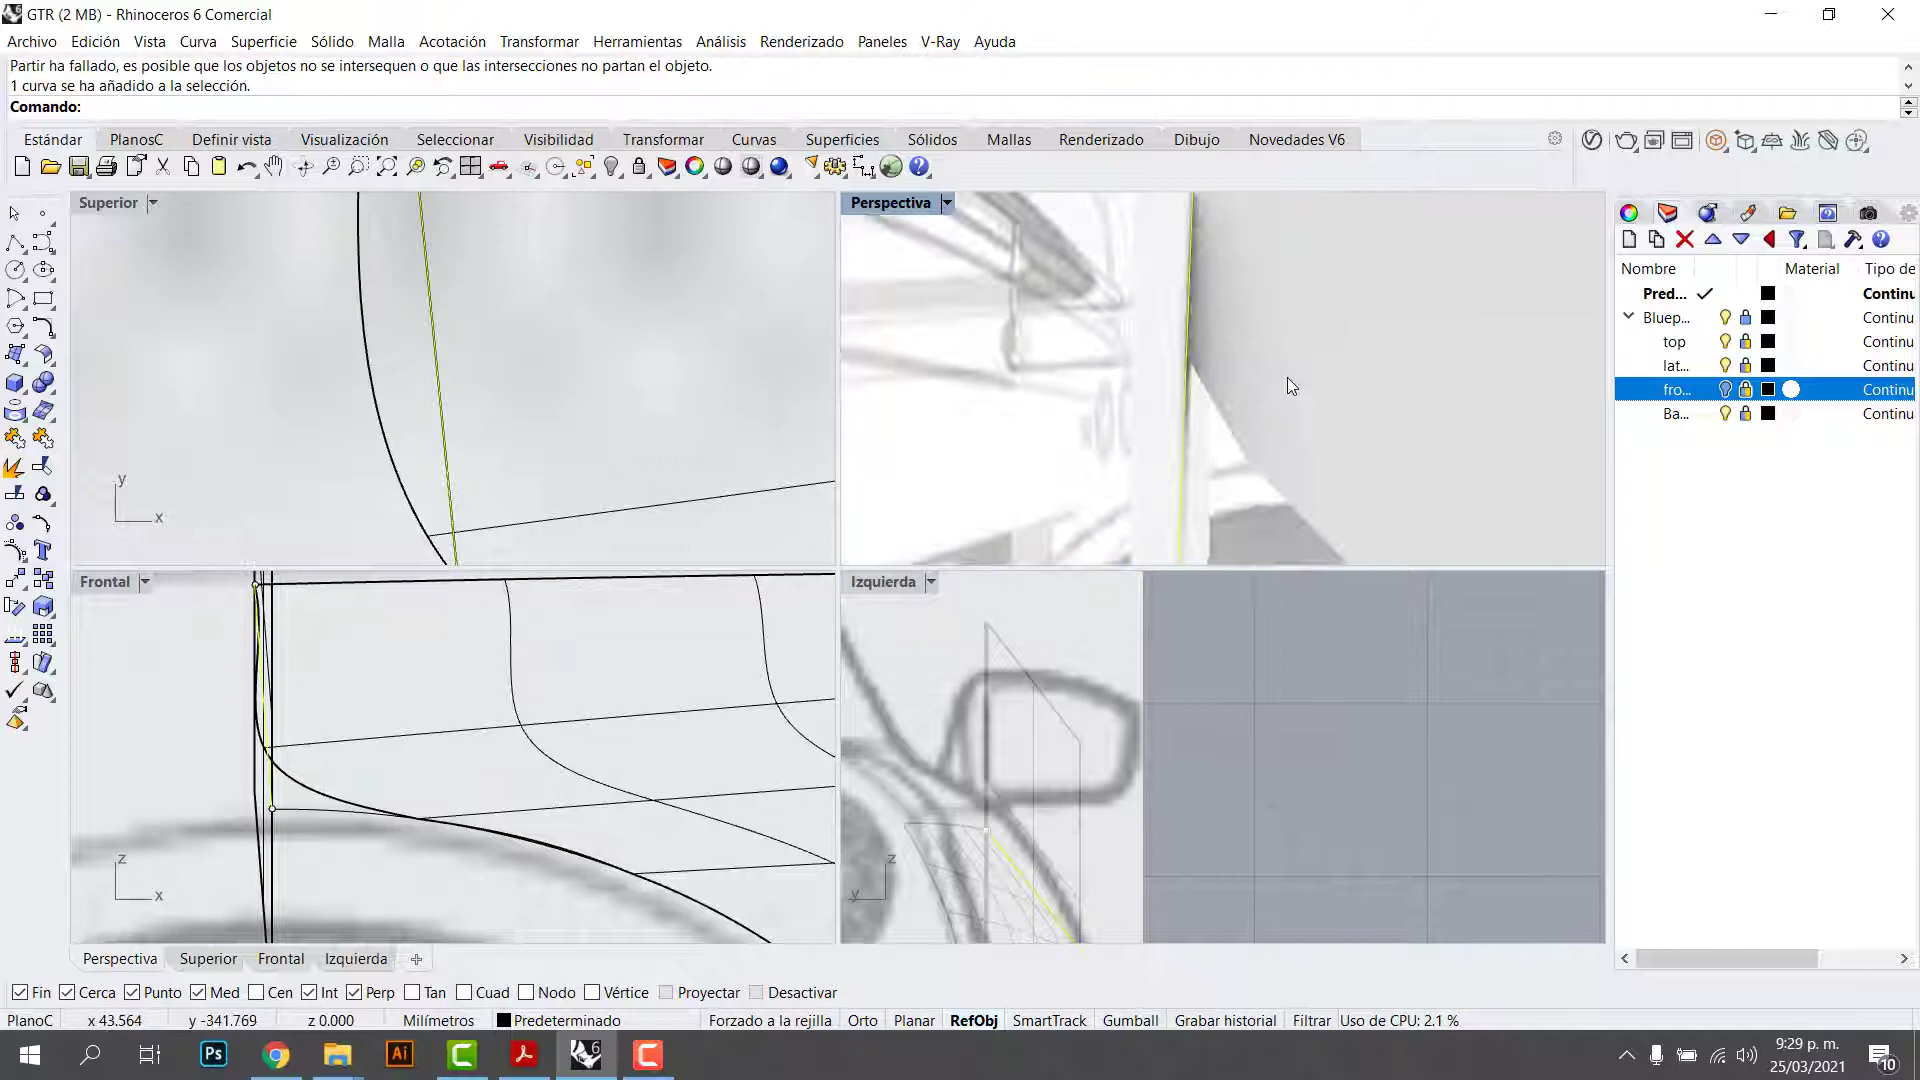 GTR (2 MB) - Rhinoceros 6 Comercial
Archivo Edición Vista Curva Superficie Sólido Malla Acotación Transformar Herramientas Análisis Renderizado Paneles V-Ray Ayuda
Partir ha fallado, es posible que los objetos no se intersequen o que las intersecciones no partan el objeto.
1 curva se ha añadido a la selección.
Comando:
Estándar PlanosC Definir vista Visualización Seleccionar Visibilidad Transformar Curvas Superficies Sólidos Mallas Renderizado Dibujo Novedades V6
Superior
Perspectiva
Nombre Material Tipo de
Pred... Continu
Bluep... Continu
top Continu
lat... Continu
fro... Continu
Ba... Continu
y
x
Frontal
Izquierda
z
x
z
y
Perspectiva Superior Frontal Izquierda
Fin Cerca Punto Med Cen Int Perp Tan Cuad Nodo Vértice Proyectar Desactivar
PlanoC x 43.564 y -341.769 z 0.000 Milímetros Predeterminado Forzado a la rejilla Orto Planar RefObj SmartTrack Gumball Grabar historial Filtrar Uso de CPU: 2.1 %
Ps Ai 6
9:29 p. m.
25/03/2021
10